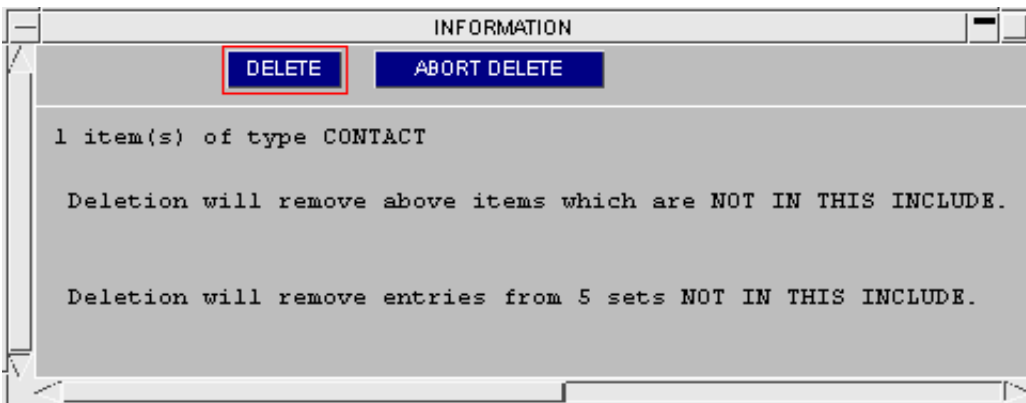 INFORMATION
DELETE ABORT DELETE
1 item(s) of type CONTACT
Deletion will remove above items which are NOT IN THIS INCLUDE.
Deletion will remove entries from 5 sets NOT IN THIS INCLUDE.